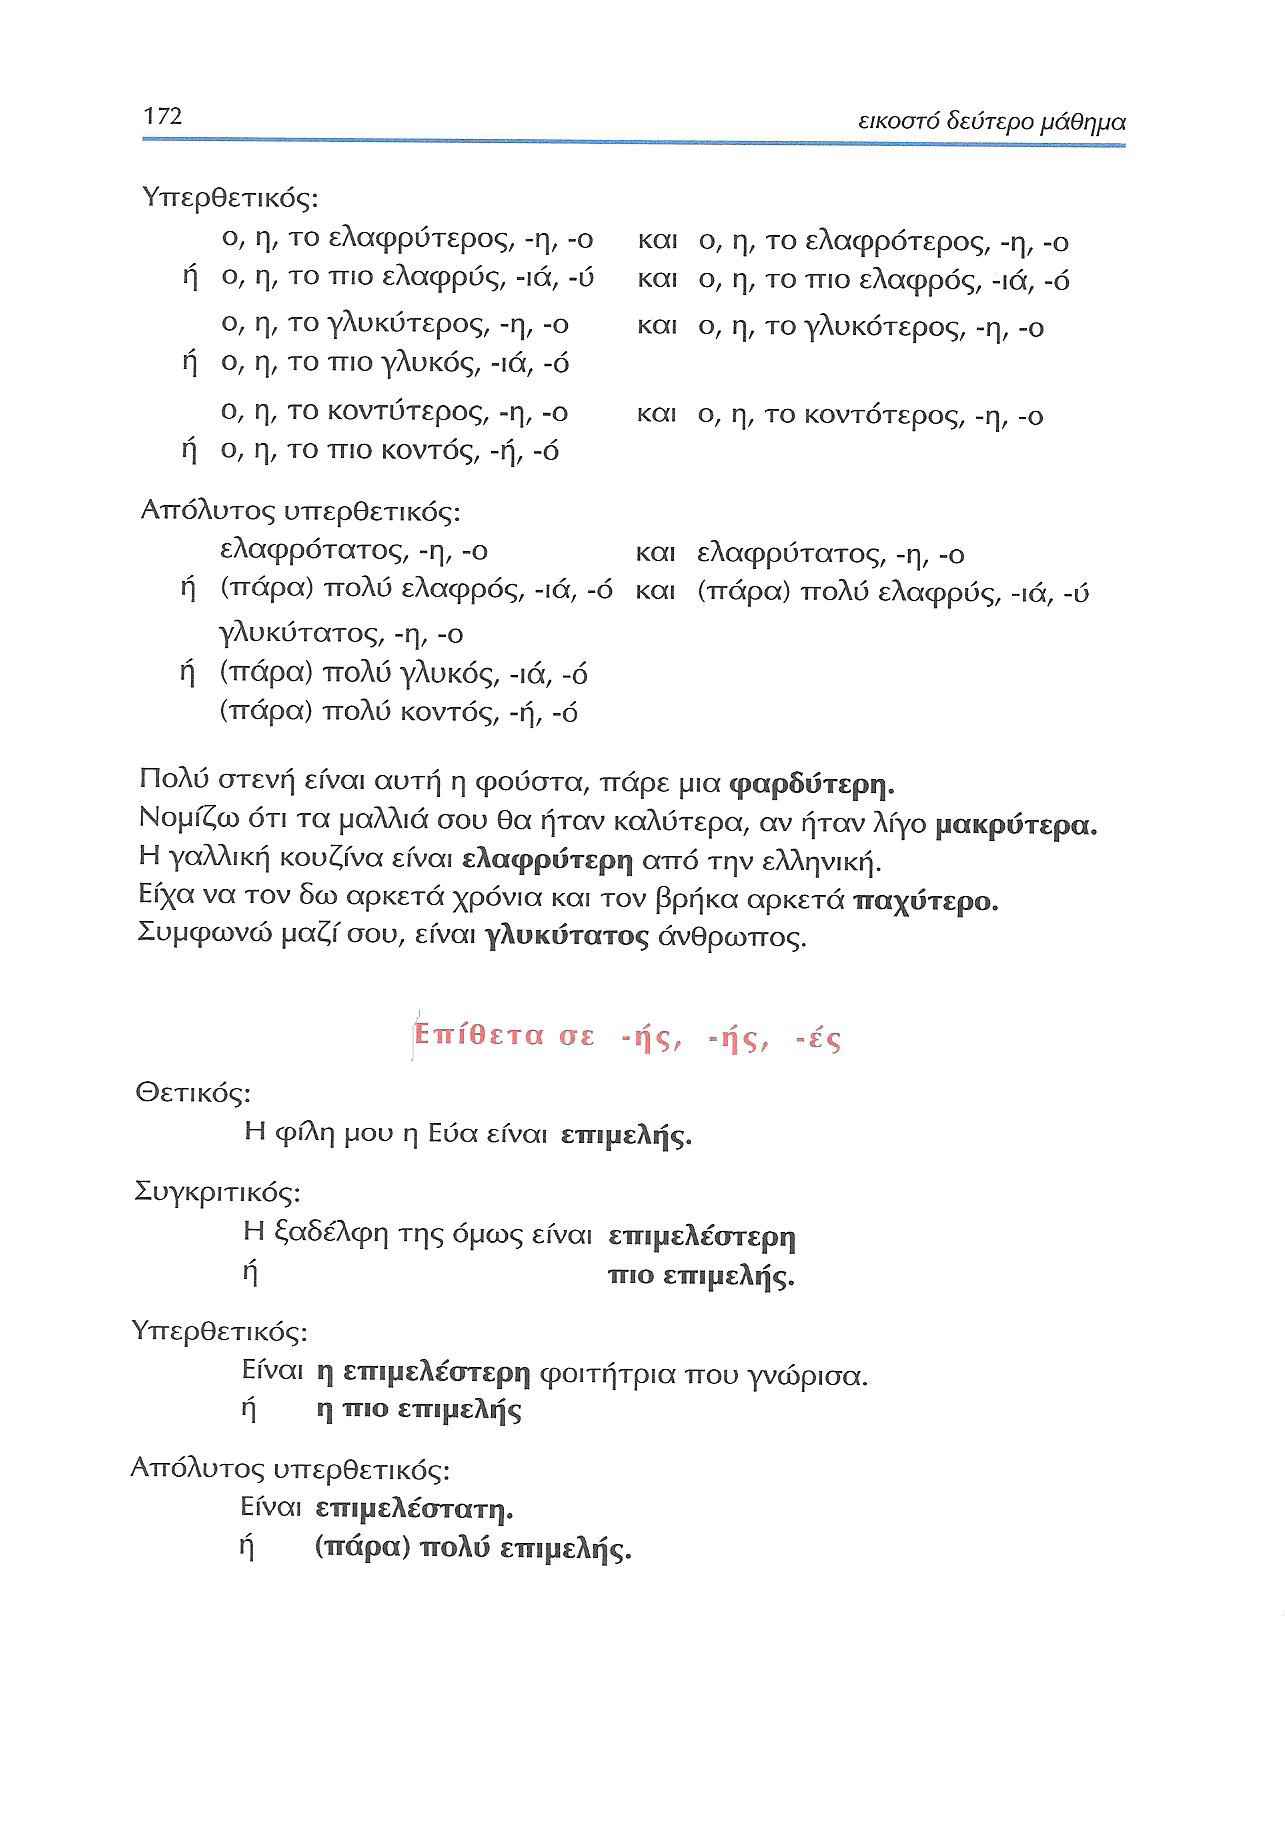 172 εικοστό δεύτερο μάθημα
Υπερθετικός:
ο, η, το ελαφρύτερος, -η, -ο και ο, η, το ελαφρότερος, -η, -ο
ή ο, η, το πιο ελαφρύς, -ιά, -ύ και ο, η, το πιο ελαφρός, -ιά, -ό
ο, η, το γλυκύτερος, -η, -ο και ο, η, το γλυκότερος, -η, -ο
ή ο, η, το πιο γλυκός, -ιά, -ό
ο, η, το κοντύτερος, -η, -ο και ο, η, το κοντότερος, -η, -ο
ή ο, η, το πιο κοντός, -ή, -ό
Απόλυτος υπερθετικός:
ελαφρότατος, -η, -ο και ελαφρύτατος, -η, -ο
ή (πάρα) πολύ ελαφρός, -ιά, -ό και (πάρα) πολύ ελαφρύς, -ιά, -ύ
γλυκύτατος, -η, -ο
ή (πάρα) πολύ γλυκός, -ιά, -ό
(πάρα) πολύ κοντός, -ή, -ό
Πολύ στενή είναι αυτή η φούστα, πάρε μια φαρδύτερη.
Νομίζω ότι τα μαλλιά σου θα ήταν καλύτερα, αν ήταν λίγο μακρύτερα.
Η γαλλική κουζίνα είναι ελαφρύτερη από την ελληνική.
Είχα να τον δω αρκετά χρόνια και τον βρήκα αρκετά παχύτερο.
Συμφωνώ μαζί σου, είναι γλυκύτατος άνθρωπος.
Επίθετα σε -ής, -ής, -ές
Θετικός:
Η φίλη μου η Εύα είναι επιμελής.
Συγκριτικός:
Η ξαδέλφη της όμως είναι επιμελέστερη
ή πιο επιμελής.
Υπερθετικός:
Είναι η επιμελέστερη φοιτήτρια που γνώρισα.
ή η πιο επιμελής
Απόλυτος υπερθετικός:
Είναι επιμελέστατη.
ή (πάρα) πολύ επιμελής.